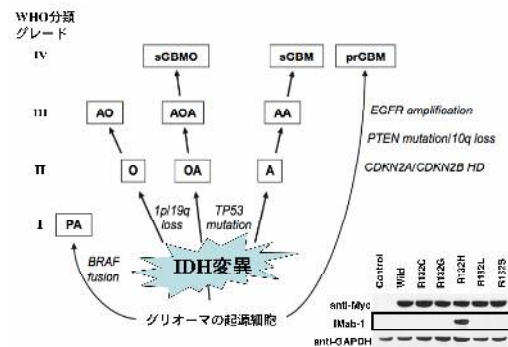 WHO分類
グレード
IV
sGBMO
sGBM
prGBM
III
AO
AOA
AA
EGFR amplification
PTEN mutation/10q loss
II
O
OA
A
CDKN2A/CDKN2B HD
1p/19q
loss
TP53
mutation
I
PA
BRAF
fusion
IDH変異
グリオーマの起源細胞
Control
Wild
R132C
R132G
R132H
R132L
R132S
anti-Myc
IMab-1
anti-GAPDH